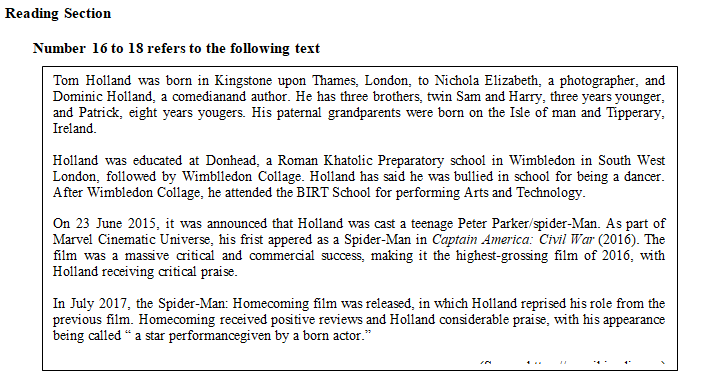 Reading Section
Number 16 to 18 refers to the following text
Tom Holland was born in Kingstone upon Thames, London, to Nichola Elizabeth, a photographer, and
Dominic Holland, a comedianand author. He has three brothers, twin Sam and Harry, three years younger,
and Patrick, eight years yougers. His paternal grandparents were born on the Isle of man and Tipperary,
Ireland.
Holland was educated at Donhead, a Roman Khatolic Preparatory school in Wimbledon in South West
London, followed by Wimblledon Collage. Holland has said he was bullied in school for being a dancer.
After Wimbledon Collage, he attended the BIRT School for performing Arts and Technology.
On 23 June 2015, it was announced that Holland was cast a teenage Peter Parker/spider-Man. As part of
Marvel Cinematic Universe, his frist appered as a Spider-Man in Captain America: Civil War (2016). The
film was a massive critical and commercial success, making it the highest-grossing film of 2016, with
Holland receiving critical praise.
In July 2017, the Spider-Man: Homecoming film was released, in which Holland reprised his role from the
previous film. Homecoming received positive reviews and Holland considerable praise, with his appearance
being called “ a star performancegiven by a born actor.”